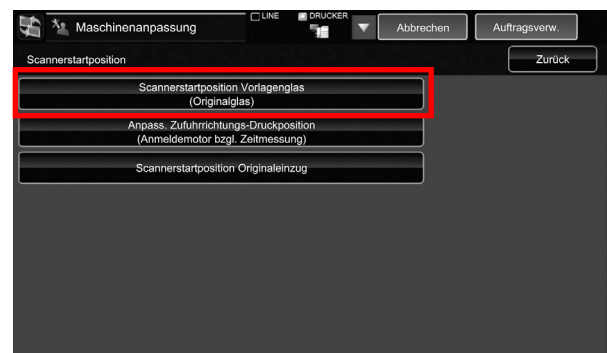 Maschinenanpassung
LINE
DRUCKER
Abbrechen
Auftragsverw.
Scannerstartposition
Zurück
Scannerstartposition Vorlagenglas
(Originalglas)
Anpass. Zufuhrrichtungs-Druckposition
(Anmeldemotor bzgl. Zeitmessung)
Scannerstartposition Originaleinzug